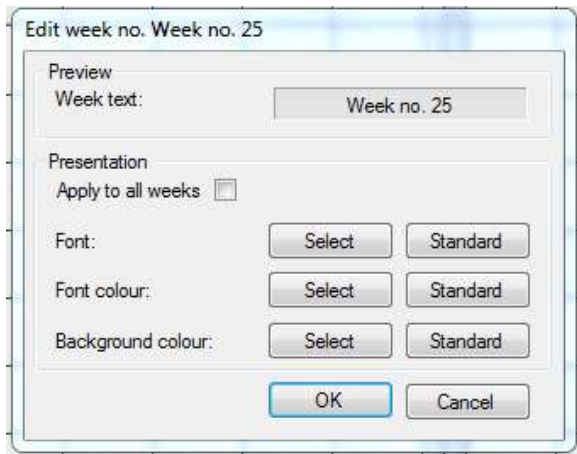 Edit week no. Week no. 25
Preview
Week text: Week no. 25
Presentation
Apply to all weeks
Font: Select Standard
Font colour: Select Standard
Background colour: Select Standard
OK Cancel